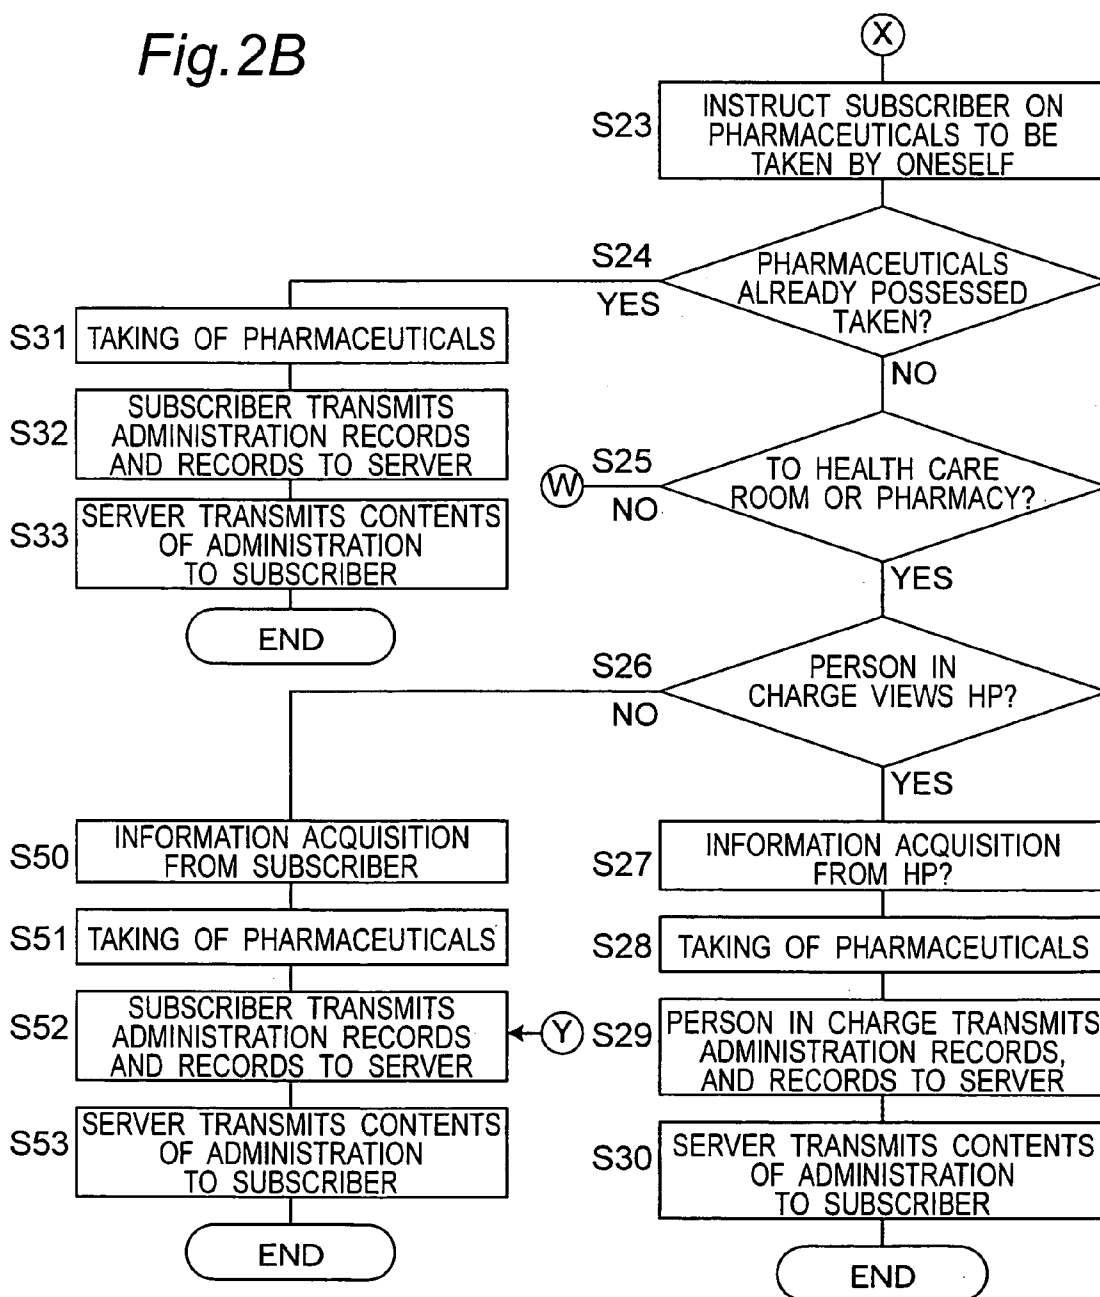 Fig.2B
X
S23
INSTRUCT SUBSCRIBER ON
PHARMACEUTICALS TO BE
TAKEN BY ONESELF
S24
PHARMACEUTICALS
ALREADY POSSESSED
TAKEN?
YES
NO
S31
TAKING OF PHARMACEUTICALS
S32
SUBSCRIBER TRANSMITS
ADMINISTRATION RECORDS
AND RECORDS TO SERVER
S33
SERVER TRANSMITS CONTENTS
OF ADMINISTRATION
TO SUBSCRIBER
END
S25
TO HEALTH CARE
ROOM OR PHARMACY?
W
NO
YES
S26
PERSON IN
CHARGE VIEWS HP?
NO
YES
S50
INFORMATION ACQUISITION
FROM SUBSCRIBER
S51
TAKING OF PHARMACEUTICALS
S52
SUBSCRIBER TRANSMITS
ADMINISTRATION RECORDS
AND RECORDS TO SERVER
Y
S53
SERVER TRANSMITS CONTENTS
OF ADMINISTRATION
TO SUBSCRIBER
END
S27
INFORMATION ACQUISITION
FROM HP?
S28
TAKING OF PHARMACEUTICALS
S29
PERSON IN CHARGE TRANSMITS
ADMINISTRATION RECORDS,
AND RECORDS TO SERVER
S30
SERVER TRANSMITS CONTENTS
OF ADMINISTRATION
TO SUBSCRIBER
END